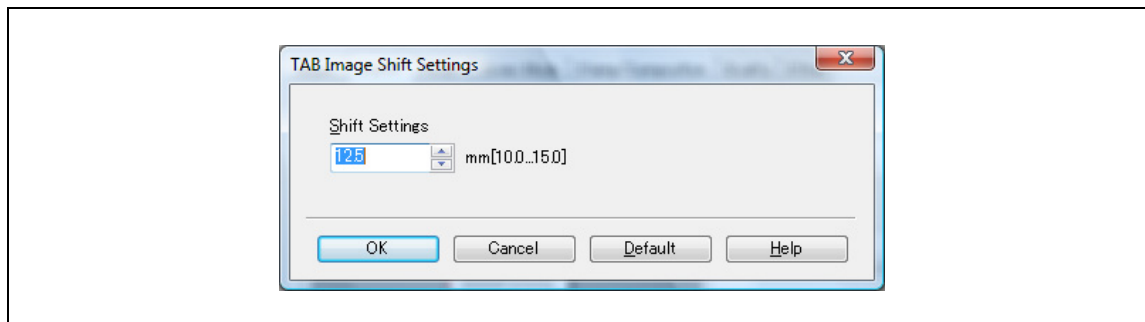 TAB Image Shift Settings
Shift Settings
12.5 mm[10.0...15.0]
OK Cancel Default Help